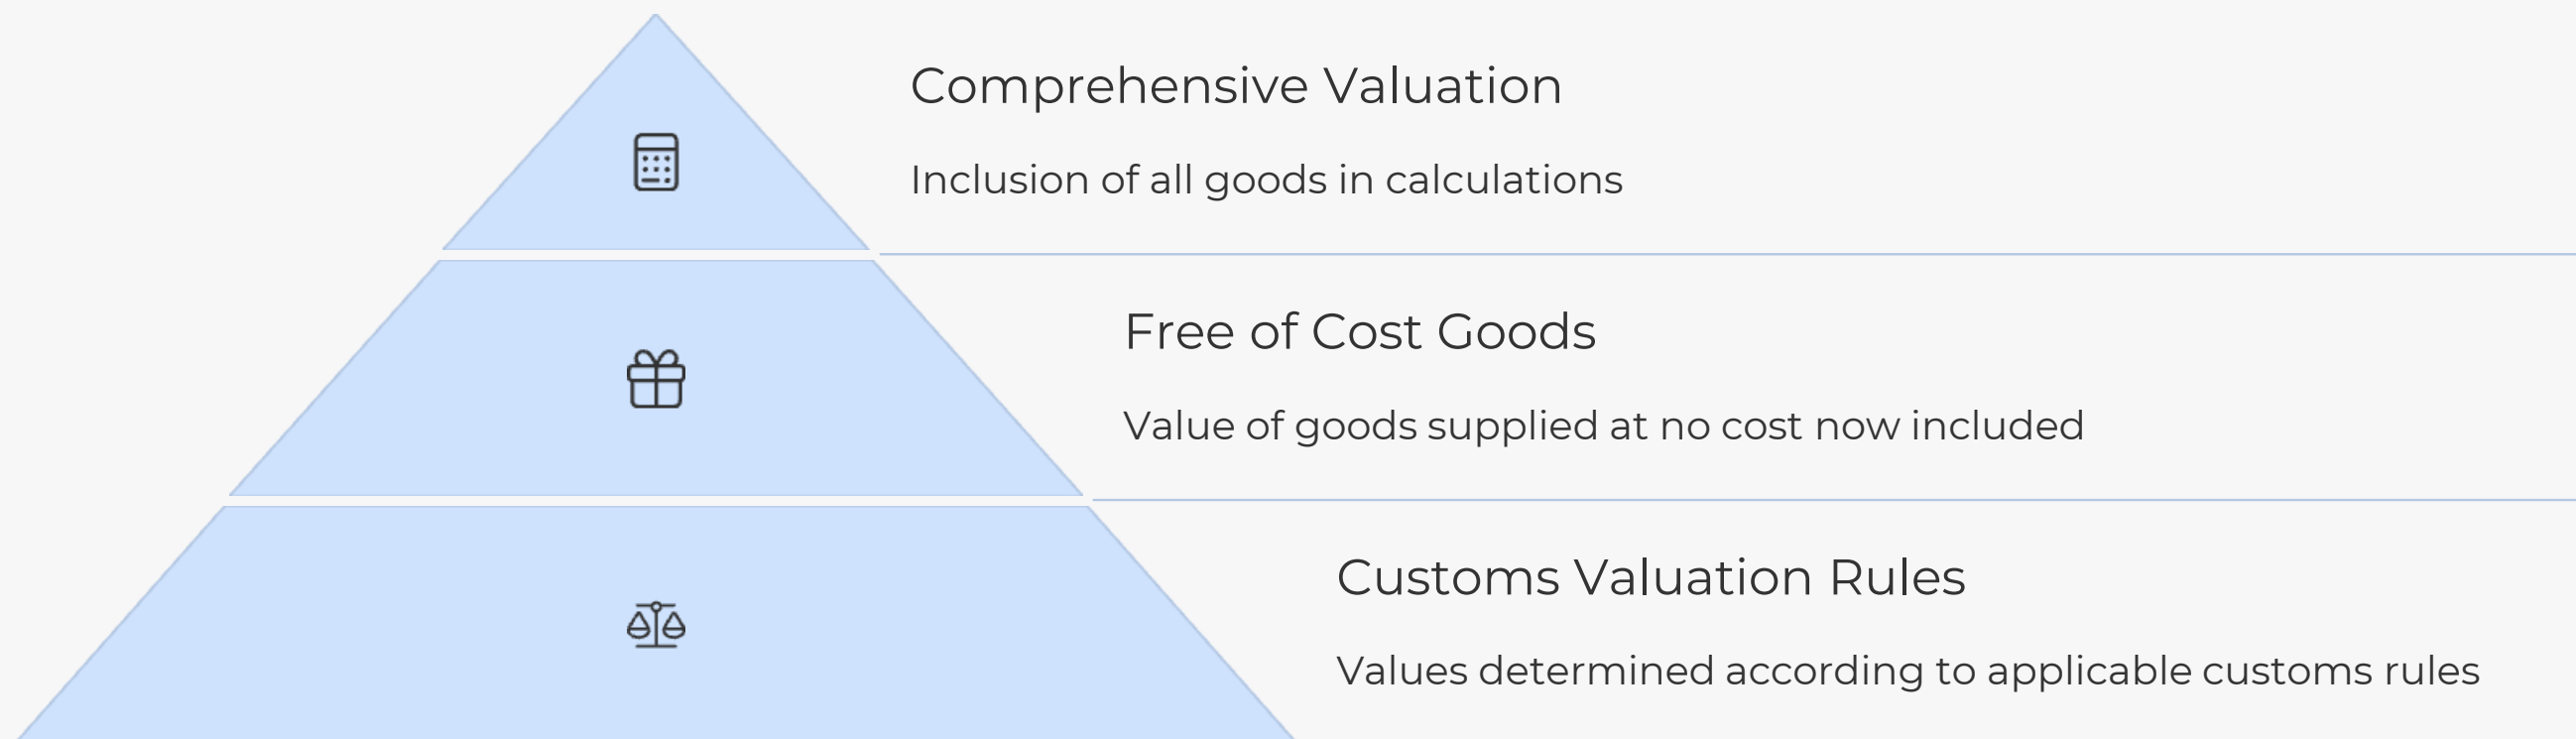 Comprehensive Valuation
Inclusion of all goods in calculations
Free of Cost Goods
Value of goods supplied at no cost now included
Customs Valuation Rules
Values determined according to applicable customs rules